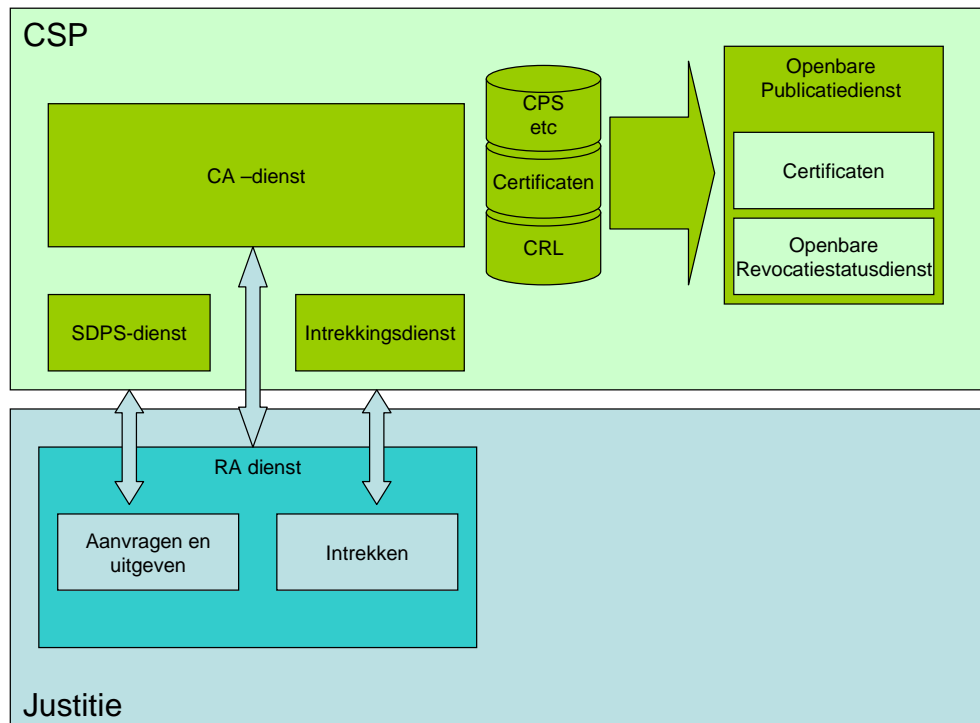 CSP
CA –dienst
CPS
etc
Certificaten
CRL
Openbare
Publicatiedienst
Certificaten
Openbare
Revocatiestatusdienst
SDPS-dienst
Intrekkingsdienst
RA dienst
Aanvragen en
uitgeven
Intrekken
Justitie